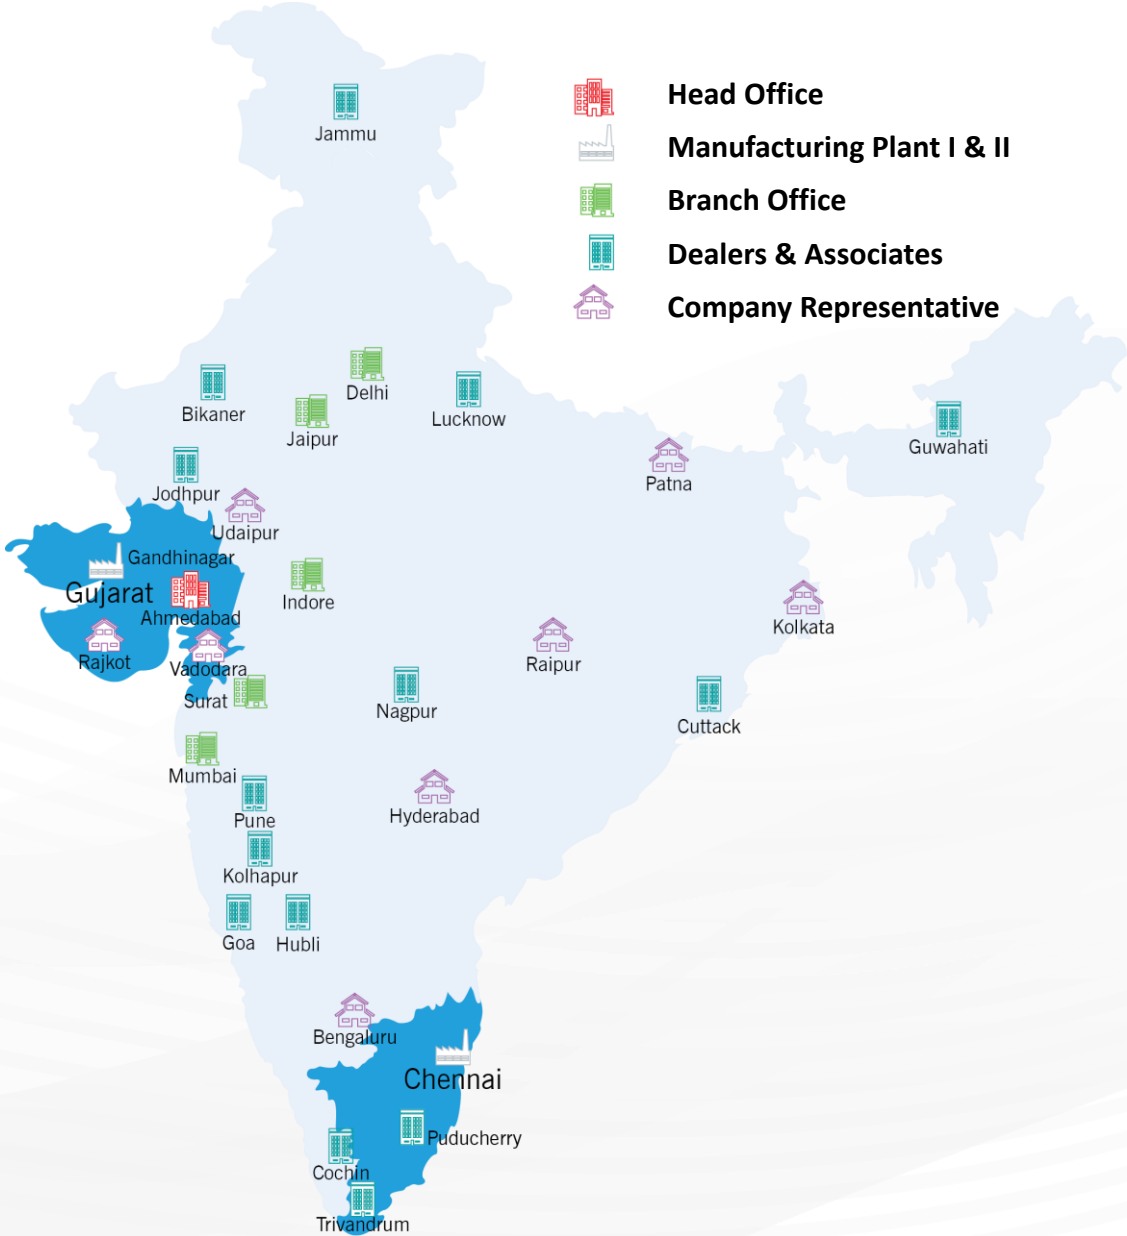 Head Office
Manufacturing Plant I & II
Branch Office
Dealers & Associates
Company Representative
Jammu
Delhi
Bikaner
Lucknow
Jaipur
Guwahati
Patna
Jodhpur
Udaipur
Gandhinagar
Gujarat
Indore
Ahmedabad
Kolkata
Rajkot
Vadodara
Raipur
Surat
Nagpur
Cuttack
Mumbai
Pune
Hyderabad
Kolhapur
Goa
Hubli
Bengaluru
Chennai
Puducherry
Cochin
Trivandrum